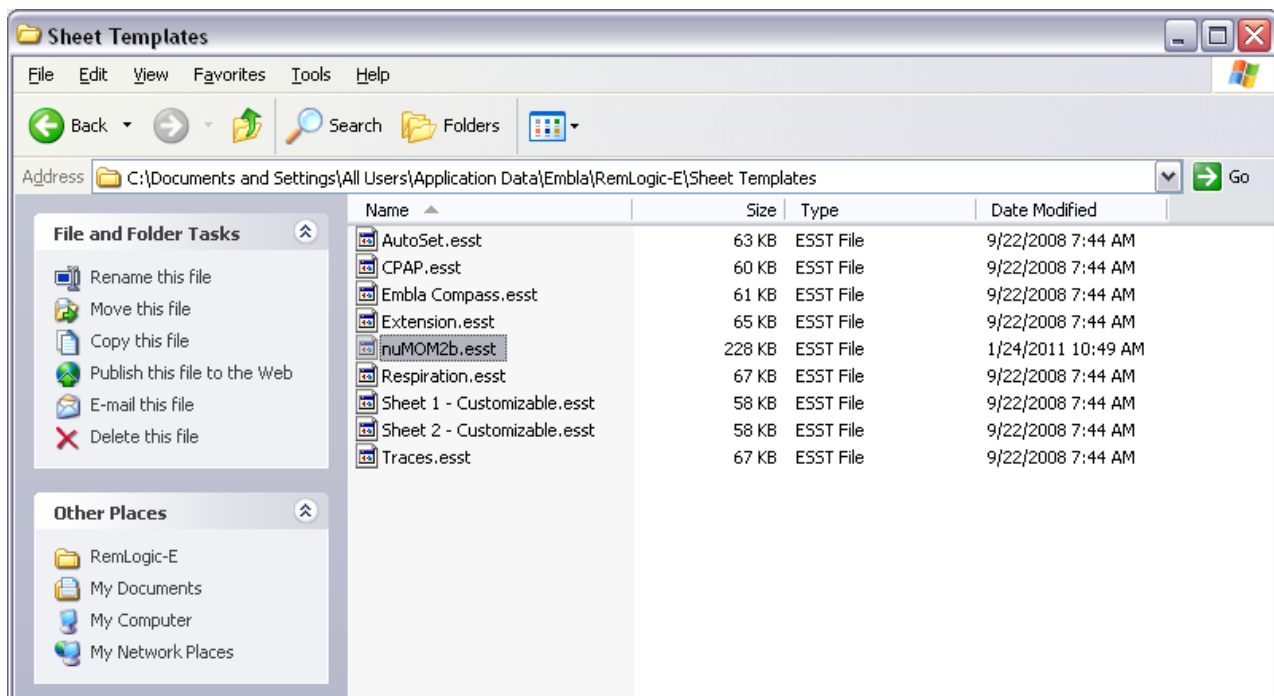 Sheet Templates
File Edit View Favorites Tools Help
Back Search Folders
Address C:\Documents and Settings\All Users\Application Data\Embla\RemLogic-E\Sheet Templates Go
File and Folder Tasks
Rename this file
Move this file
Copy this file
Publish this file to the Web
E-mail this file
Delete this file
Other Places
RemLogic-E
My Documents
My Computer
My Network Places
Name Size Type Date Modified
AutoSet.esst 63 KB ESST File 9/22/2008 7:44 AM
CPAP.esst 60 KB ESST File 9/22/2008 7:44 AM
Embla Compass.esst 61 KB ESST File 9/22/2008 7:44 AM
Extension.esst 65 KB ESST File 9/22/2008 7:44 AM
nuMOM2b.esst 228 KB ESST File 1/24/2011 10:49 AM
Respiration.esst 67 KB ESST File 9/22/2008 7:44 AM
Sheet 1 - Customizable.esst 58 KB ESST File 9/22/2008 7:44 AM
Sheet 2 - Customizable.esst 58 KB ESST File 9/22/2008 7:44 AM
Traces.esst 67 KB ESST File 9/22/2008 7:44 AM